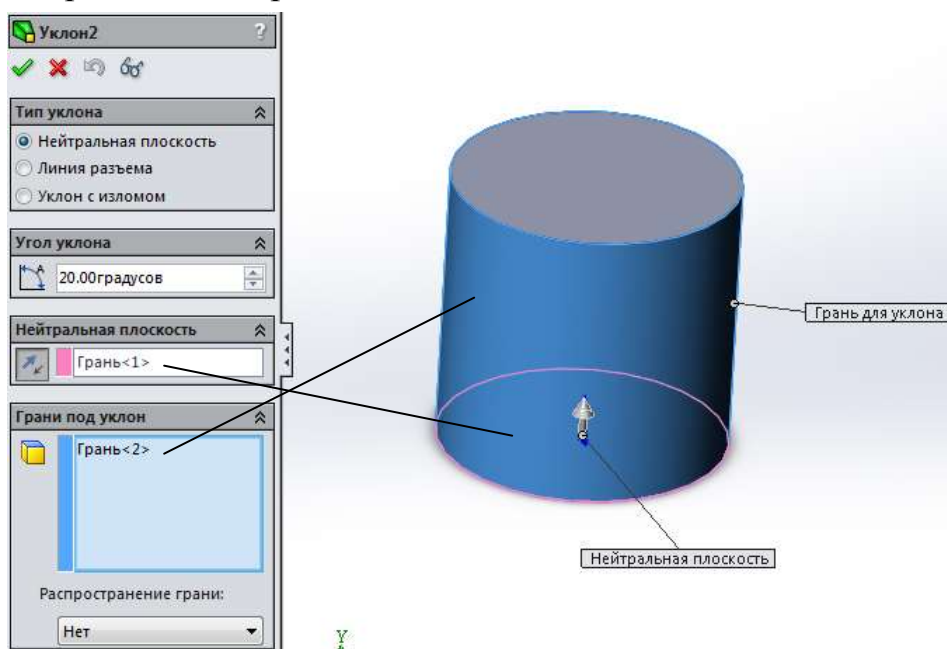 Уклон2 ?
Тип уклона
Нейтральная плоскость
Линия разъема
Уклон с изломом
Угол уклона
20.00градусов
Нейтральная плоскость
Грань<1>
Грани под уклон
Грань<2>
Распространение грани:
Нет
Грань для уклона
Нейтральная плоскость
Y